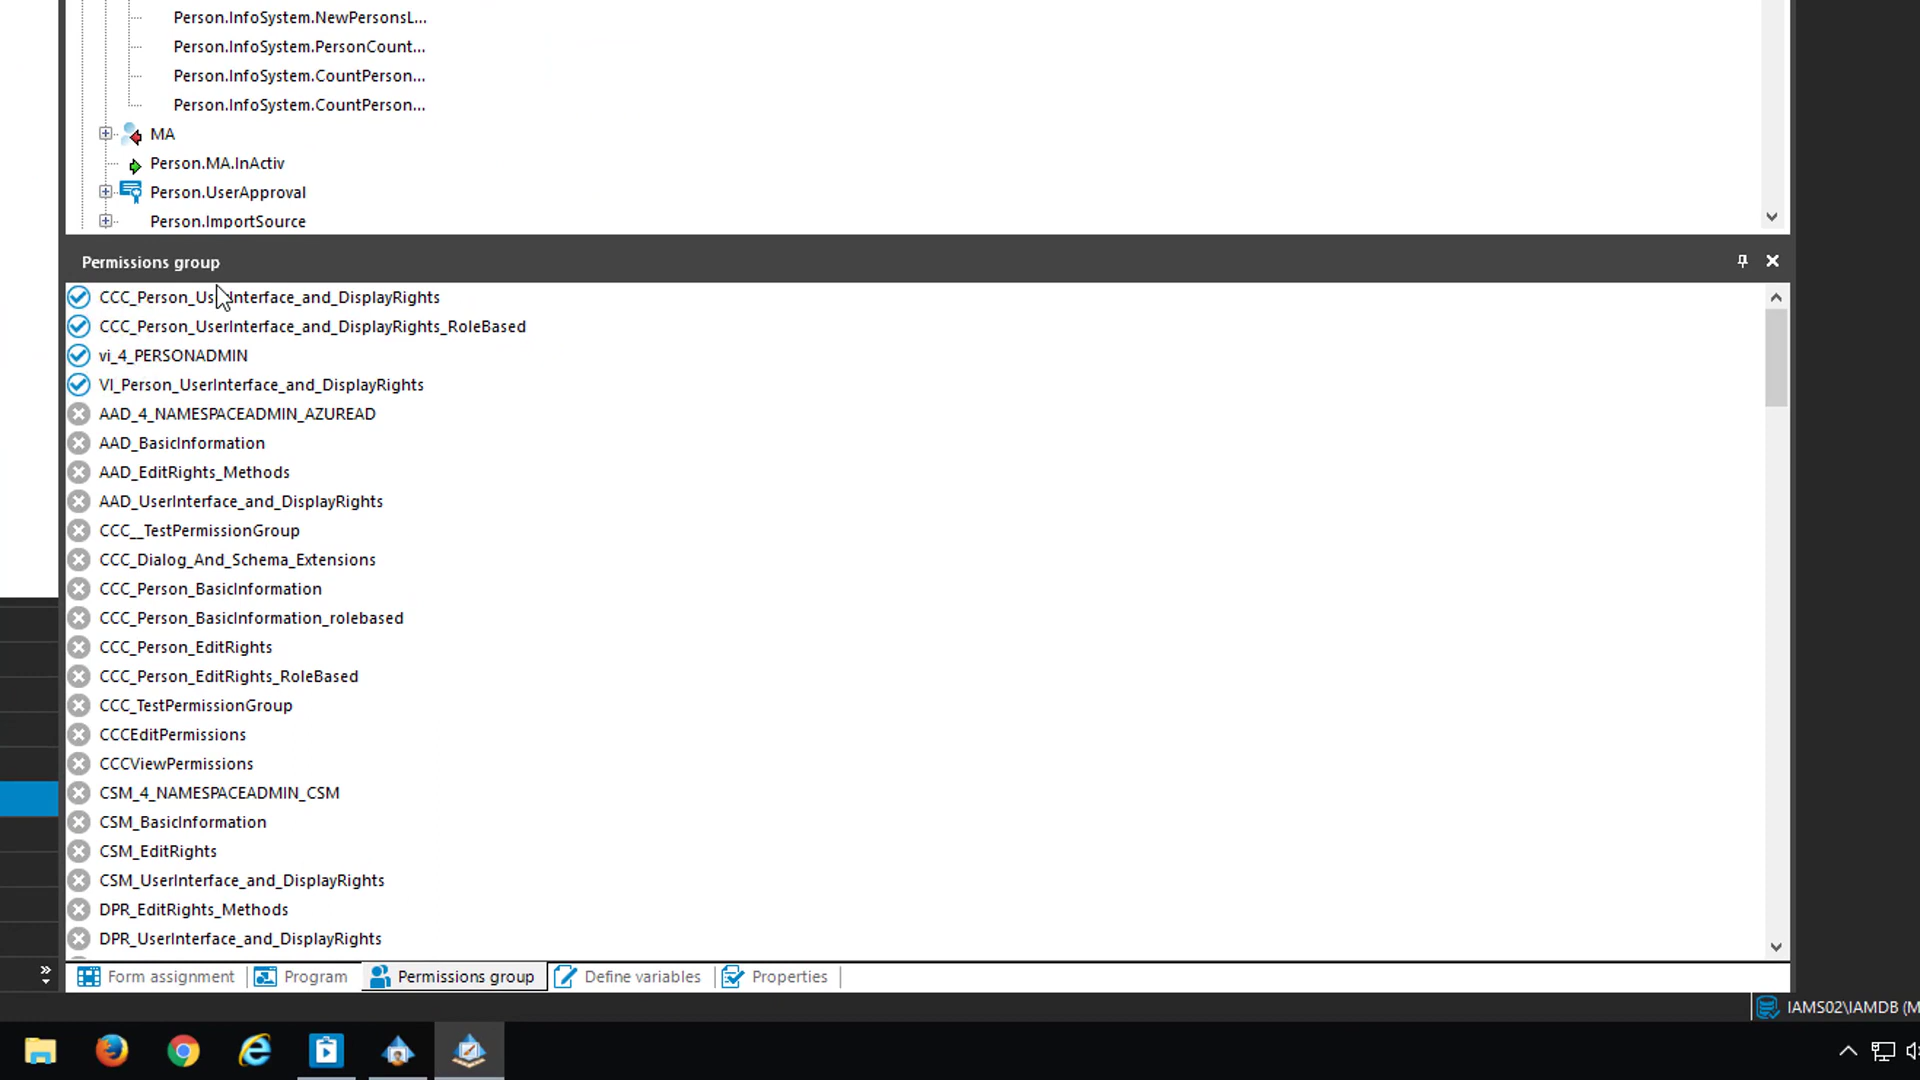 Person.InfoSystem.NewPersonsL...
Person.InfoSystem.PersonCount...
Person.InfoSystem.CountPerson...
Person.InfoSystem.CountPerson...
MA
Person.MA.InActiv
Person.UserApproval
Person.ImportSource
Permissions group
CCC_Person_UserInterface_and_DisplayRights
CCC_Person_UserInterface_and_DisplayRights_RoleBased
vi_4_PERSONADMIN
VI_Person_UserInterface_and_DisplayRights
AAD_4_NAMESPACEADMIN_AZUREAD
AAD_BasicInformation
AAD_EditRights_Methods
AAD_UserInterface_and_DisplayRights
CCC__TestPermissionGroup
CCC_Dialog_And_Schema_Extensions
CCC_Person_BasicInformation
CCC_Person_BasicInformation_rolebased
CCC_Person_EditRights
CCC_Person_EditRights_RoleBased
CCC_TestPermissionGroup
CCCEditPermissions
CCCViewPermissions
CSM_4_NAMESPACEADMIN_CSM
CSM_BasicInformation
CSM_EditRights
CSM_UserInterface_and_DisplayRights
DPR_EditRights_Methods
DPR_UserInterface_and_DisplayRights
Form assignment Program Permissions group Define variables Properties
IAMS02\IAMDB (M